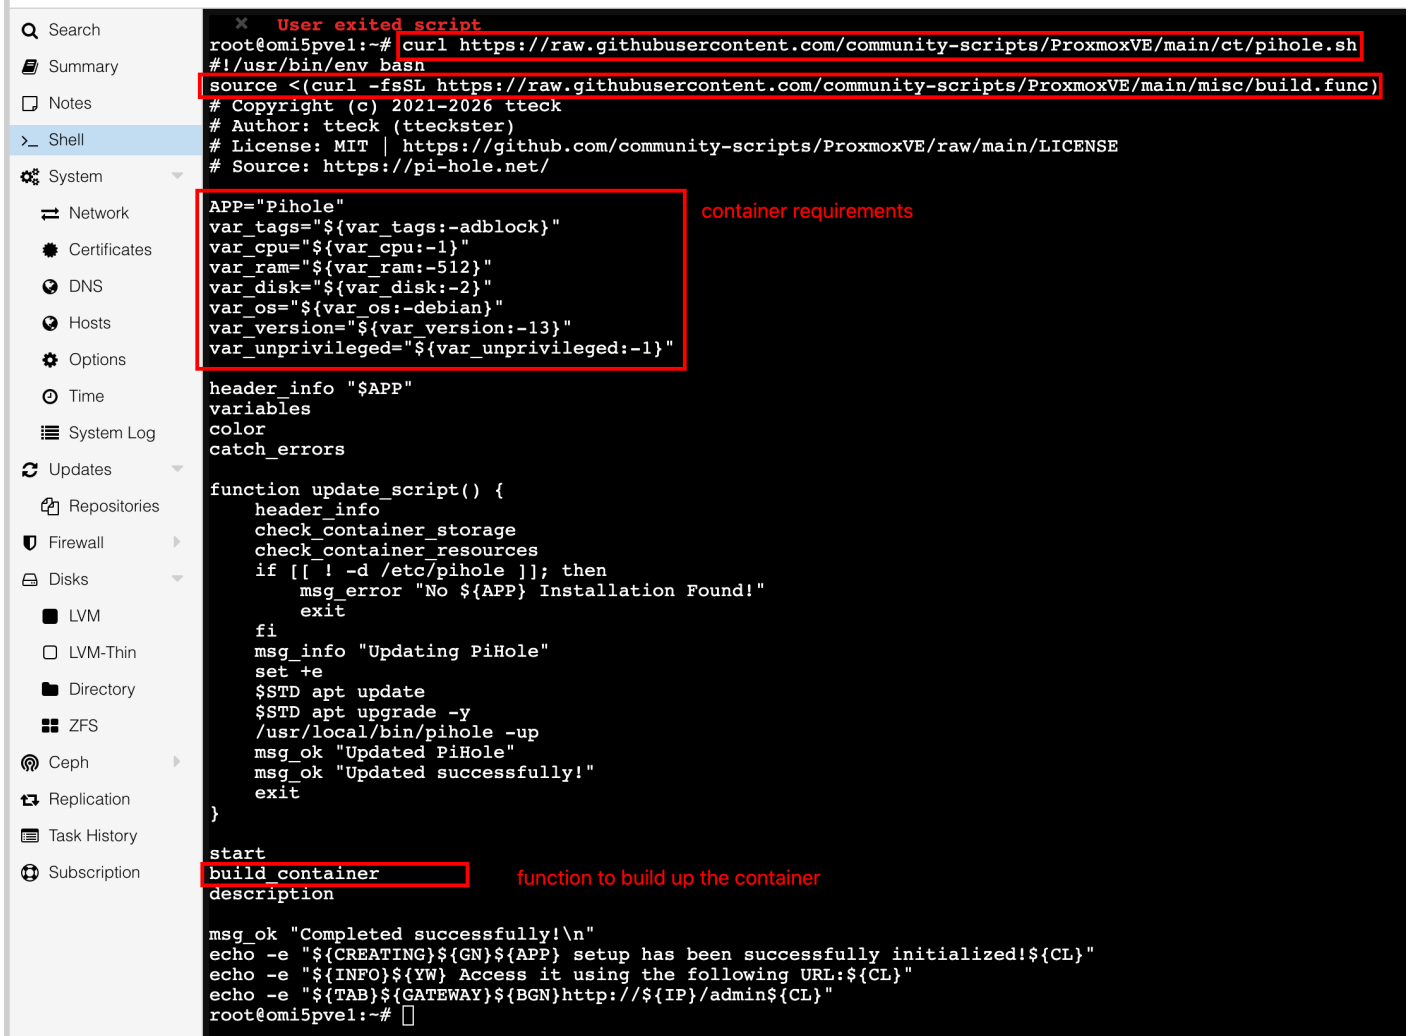 Search
Summary
Notes
Shell
System
Network
Certificates
DNS
Hosts
Options
Time
System Log
Updates
Repositories
Firewall
Disks
LVM
LVM-Thin
Directory
ZFS
Ceph
Replication
Task History
Subscription
✖ User exited script
root@omi5pve1:~# curl https://raw.githubusercontent.com/community-scripts/ProxmoxVE/main/ct/pihole.sh
#!/usr/bin/env bash
source <(curl -fsSL https://raw.githubusercontent.com/community-scripts/ProxmoxVE/main/misc/build.func)
# Copyright (c) 2021-2026 tteck
# Author: tteck (tteckster)
# License: MIT | https://github.com/community-scripts/ProxmoxVE/raw/main/LICENSE
# Source: https://pi-hole.net/

APP="Pihole"
container requirements
var_tags="${var_tags:-adblock}"
var_cpu="${var_cpu:-1}"
var_ram="${var_ram:-512}"
var_disk="${var_disk:-2}"
var_os="${var_os:-debian}"
var_version="${var_version:-13}"
var_unprivileged="${var_unprivileged:-1}"

header_info "$APP"
variables
color
catch_errors

function update_script() {
    header_info
    check_container_storage
    check_container_resources
    if [[ ! -d /etc/pihole ]]; then
        msg_error "No ${APP} Installation Found!"
        exit
    fi
    msg_info "Updating PiHole"
    set +e
    $STD apt update
    $STD apt upgrade -y
    /usr/local/bin/pihole -up
    msg_ok "Updated PiHole"
    msg_ok "Updated successfully!"
    exit
}

start
build_container
function to build up the container
description

msg_ok "Completed successfully!\n"
echo -e "${CREATING}${GN}${APP} setup has been successfully initialized!${CL}"
echo -e "${INFO}${YW} Access it using the following URL:${CL}"
echo -e "${TAB}${GATEWAY}${BGN}http://${IP}/admin${CL}"
root@omi5pve1:~#